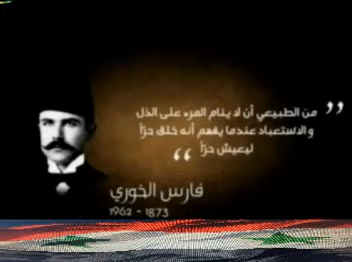 من الطبيعي أن لا ينام المرء على الذل
و الاستعباد عندما يفهم أنه خلق حراً
ليعيش حراً
فارس الخوري
1873 - 1962